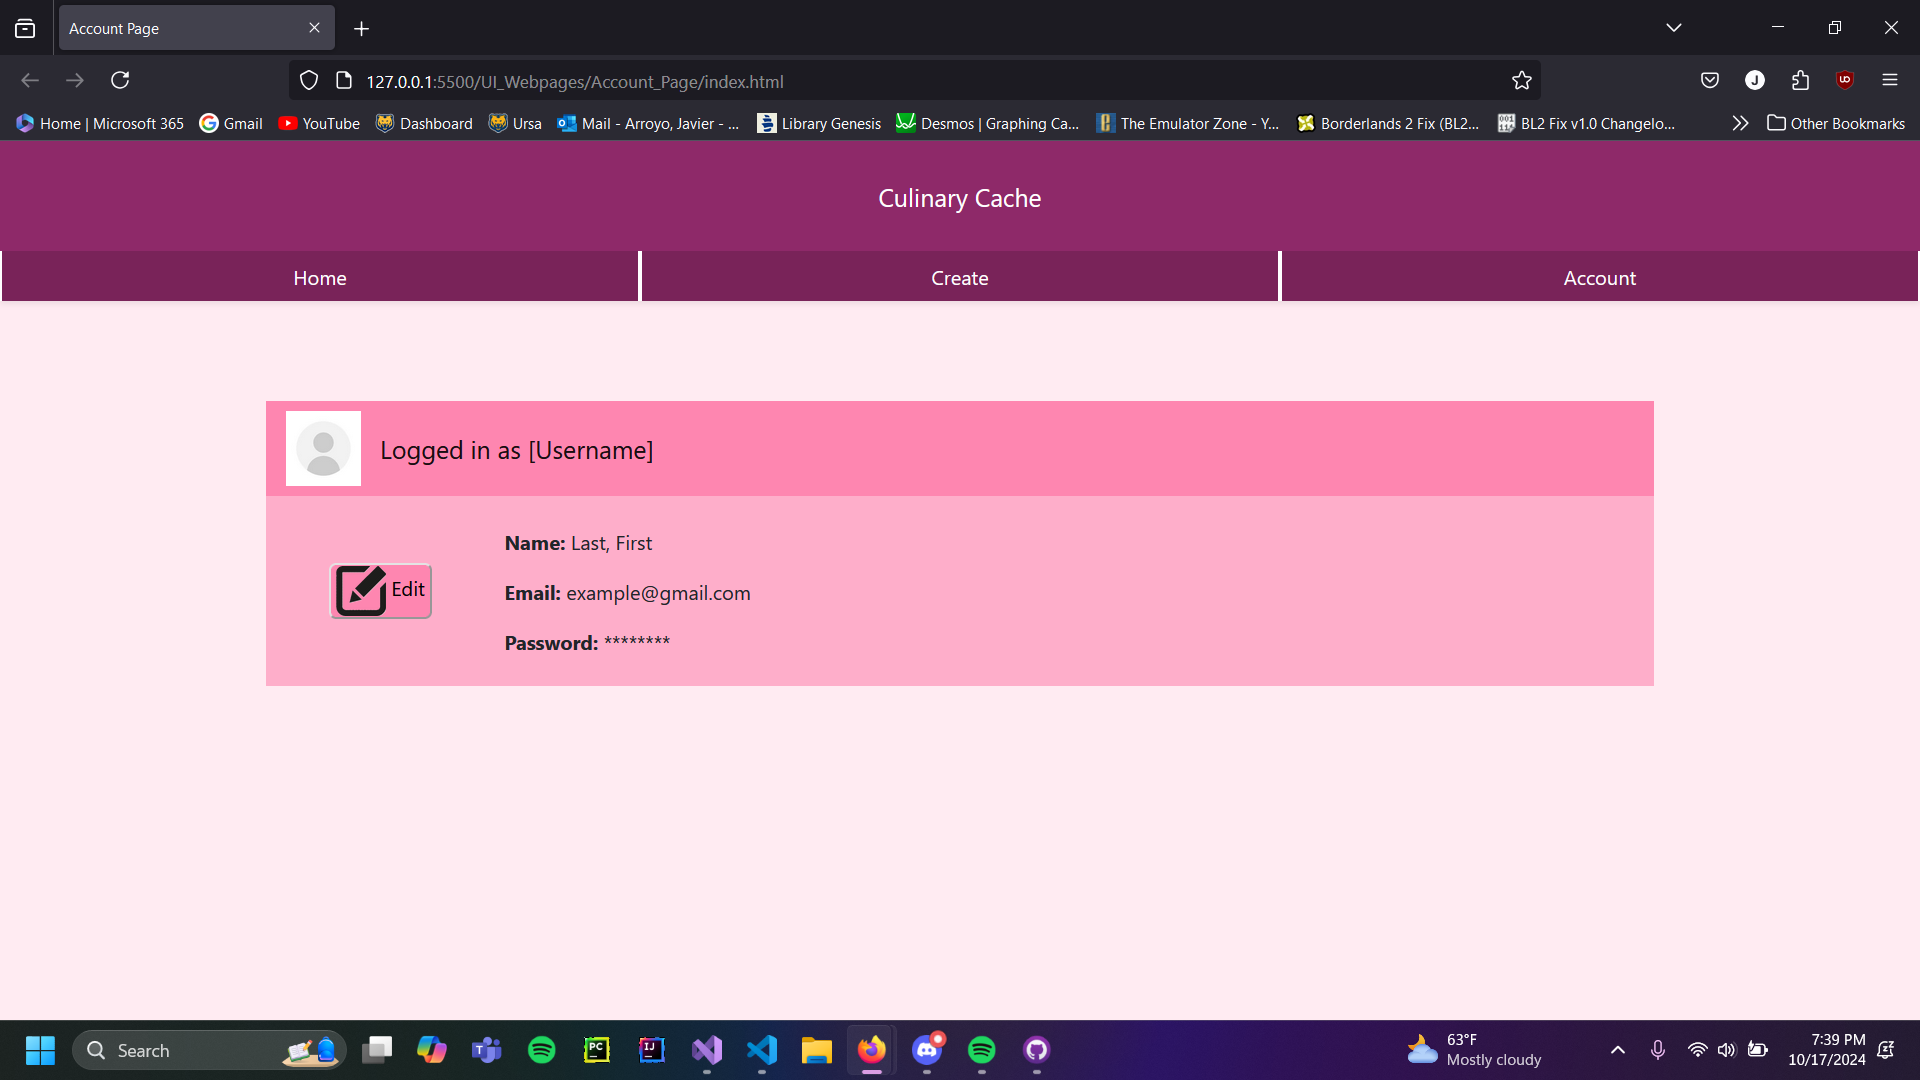 Account Page
127.0.0.1:5500/UI_Webpages/Account_Page/index.html
J
Home | Microsoft 365 Gmail YouTube Dashboard Ursa Mail - Arroyo, Javier - ... Library Genesis Desmos | Graphing Ca... The Emulator Zone - Y... Borderlands 2 Fix (BL2... BL2 Fix v1.0 Changelo... Other Bookmarks
Culinary Cache
Home Create Account
Logged in as [Username]
Name: Last, First
Edit
Email: example@gmail.com
Password: ********
Search
PC
IJ
63°F
Mostly cloudy
7:39 PM
10/17/2024